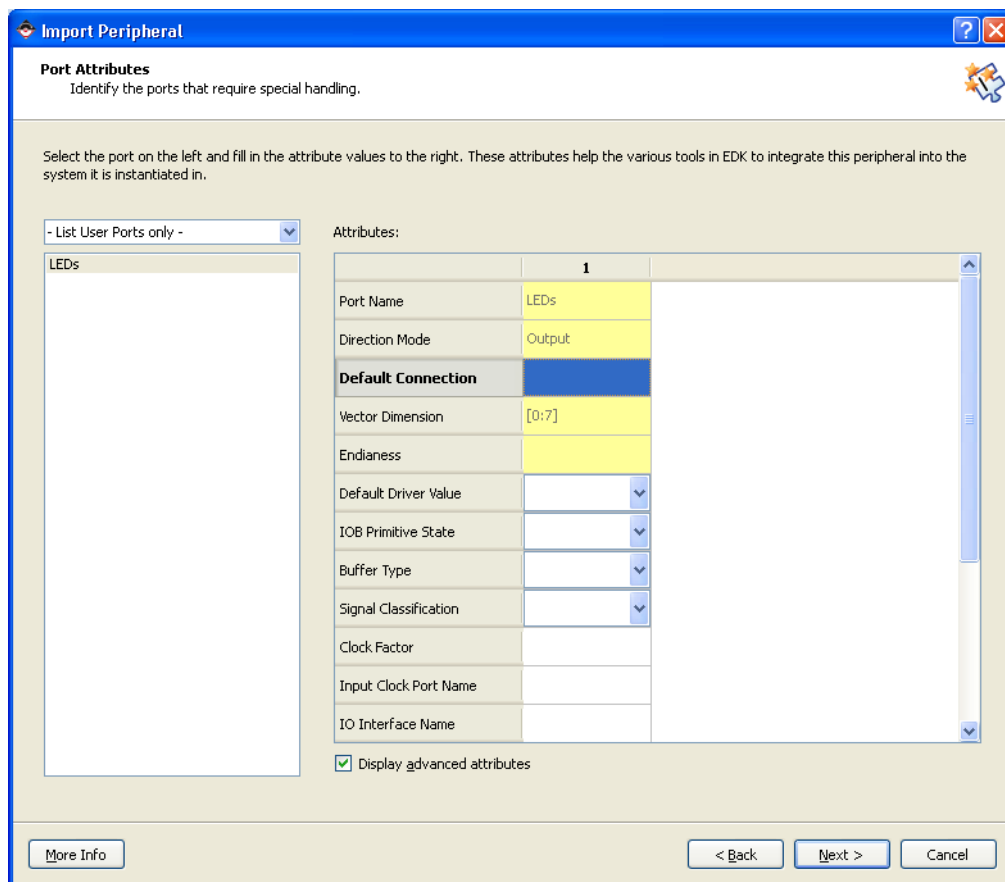 Import Peripheral
Port Attributes
Identify the ports that require special handling.
Select the port on the left and fill in the attribute values to the right. These attributes help the various tools in EDK to integrate this peripheral into the
system it is instantiated in.
- List User Ports only -
Attributes:
LEDs
1
Port Name LEDs
Direction Mode Output
Default Connection
Vector Dimension [0:7]
Endianess
Default Driver Value
IOB Primitive State
Buffer Type
Signal Classification
Clock Factor
Input Clock Port Name
IO Interface Name
Display advanced attributes
More Info
< Back
Next >
Cancel